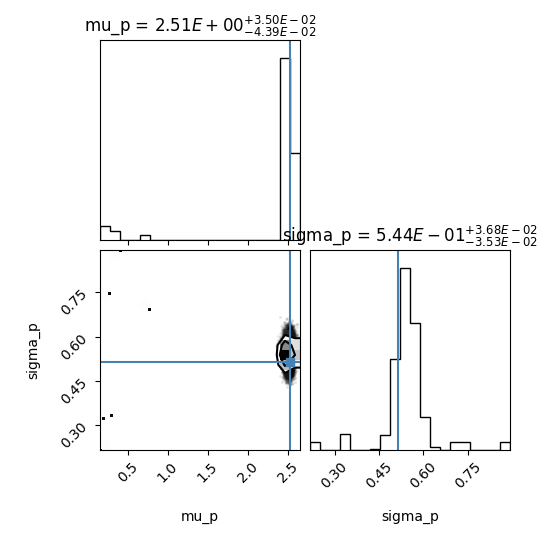 mu_p = 2.51E + 00+3.50E − 02 −4.39E − 02
sigma_p = 5.44E − 01+3.68E − 02 −3.53E − 02
sigma_p
0.75
0.60
0.45
0.30
0.5 1.0 1.5 2.0 2.5
0.30 0.45 0.60 0.75
mu_p
sigma_p